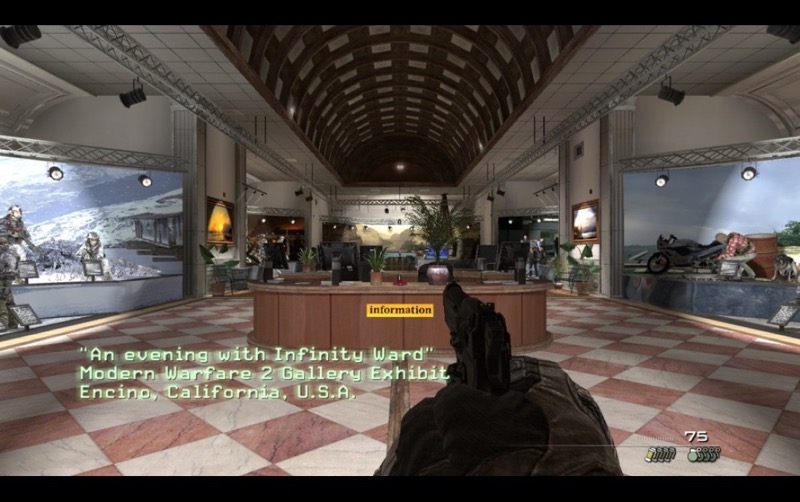 information
"An evening with Infinity Ward"
Modern Warfare 2 Gallery Exhibit
Encino, California, U.S.A.
75